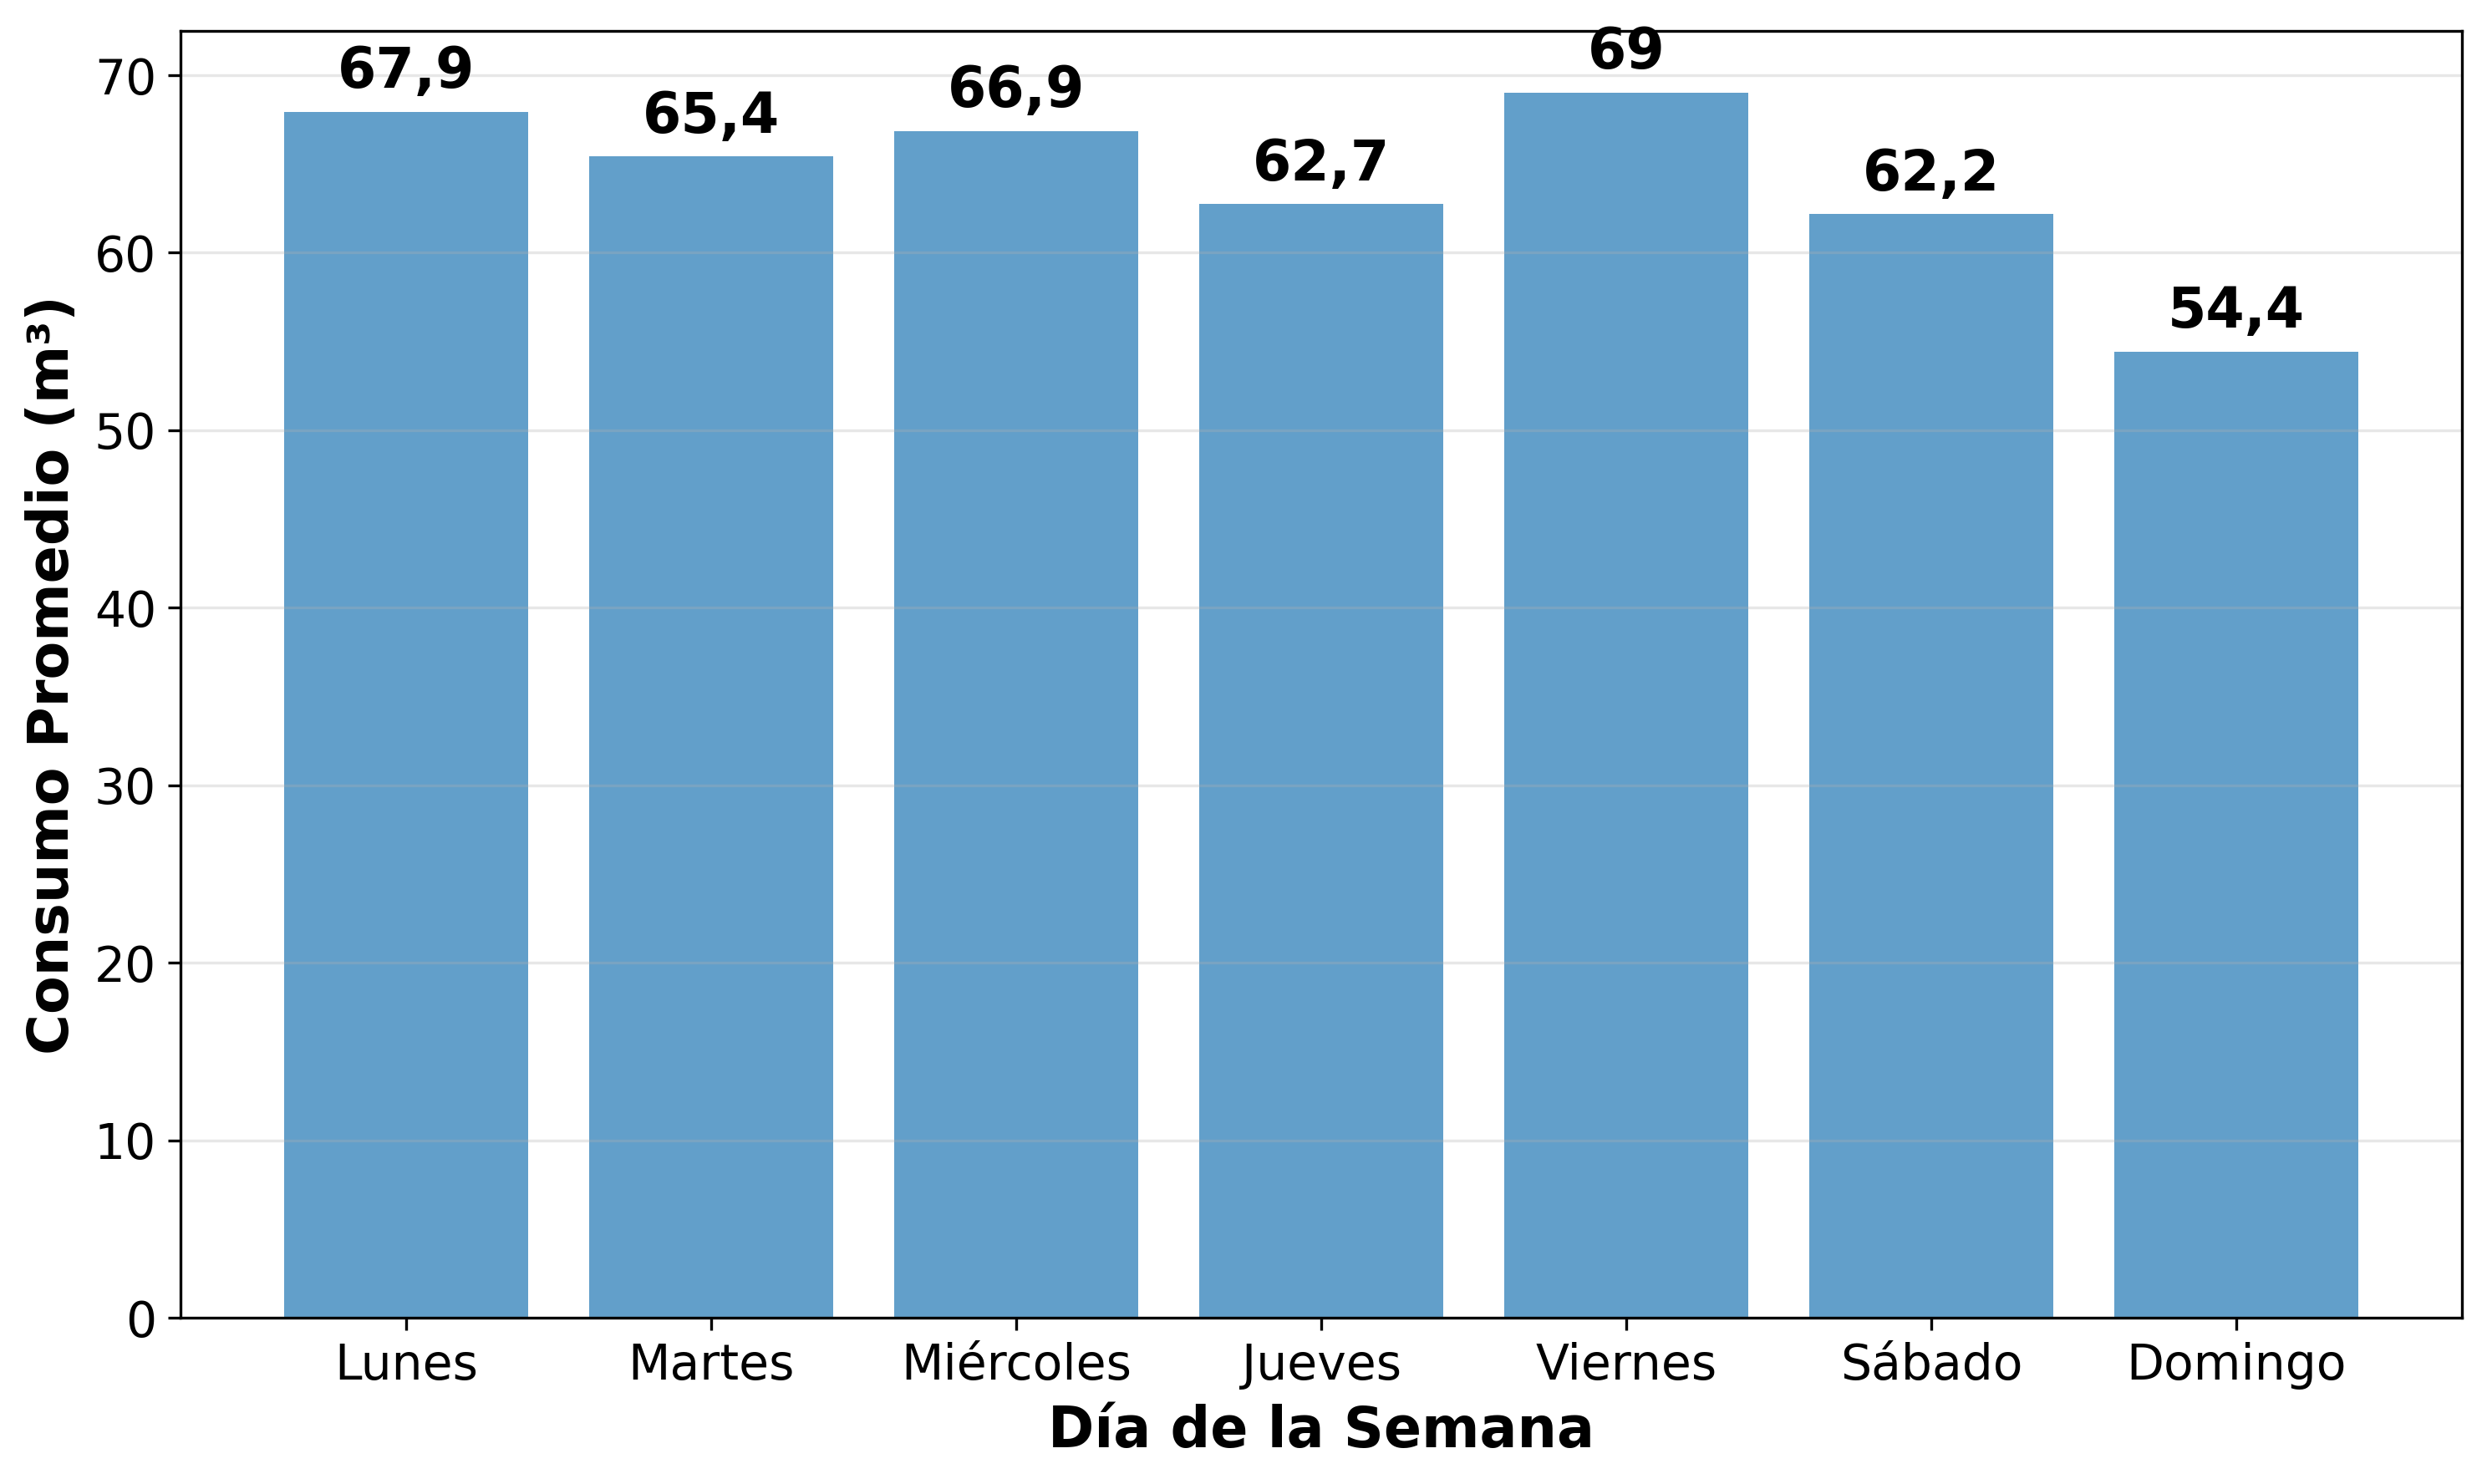 Consumo Promedio (m³)
70
60
50
40
30
20
10
0
67,9
65,4
66,9
62,7
69
62,2
54,4
Lunes
Martes
Miércoles
Jueves
Viernes
Sábado
Domingo
Día de la Semana